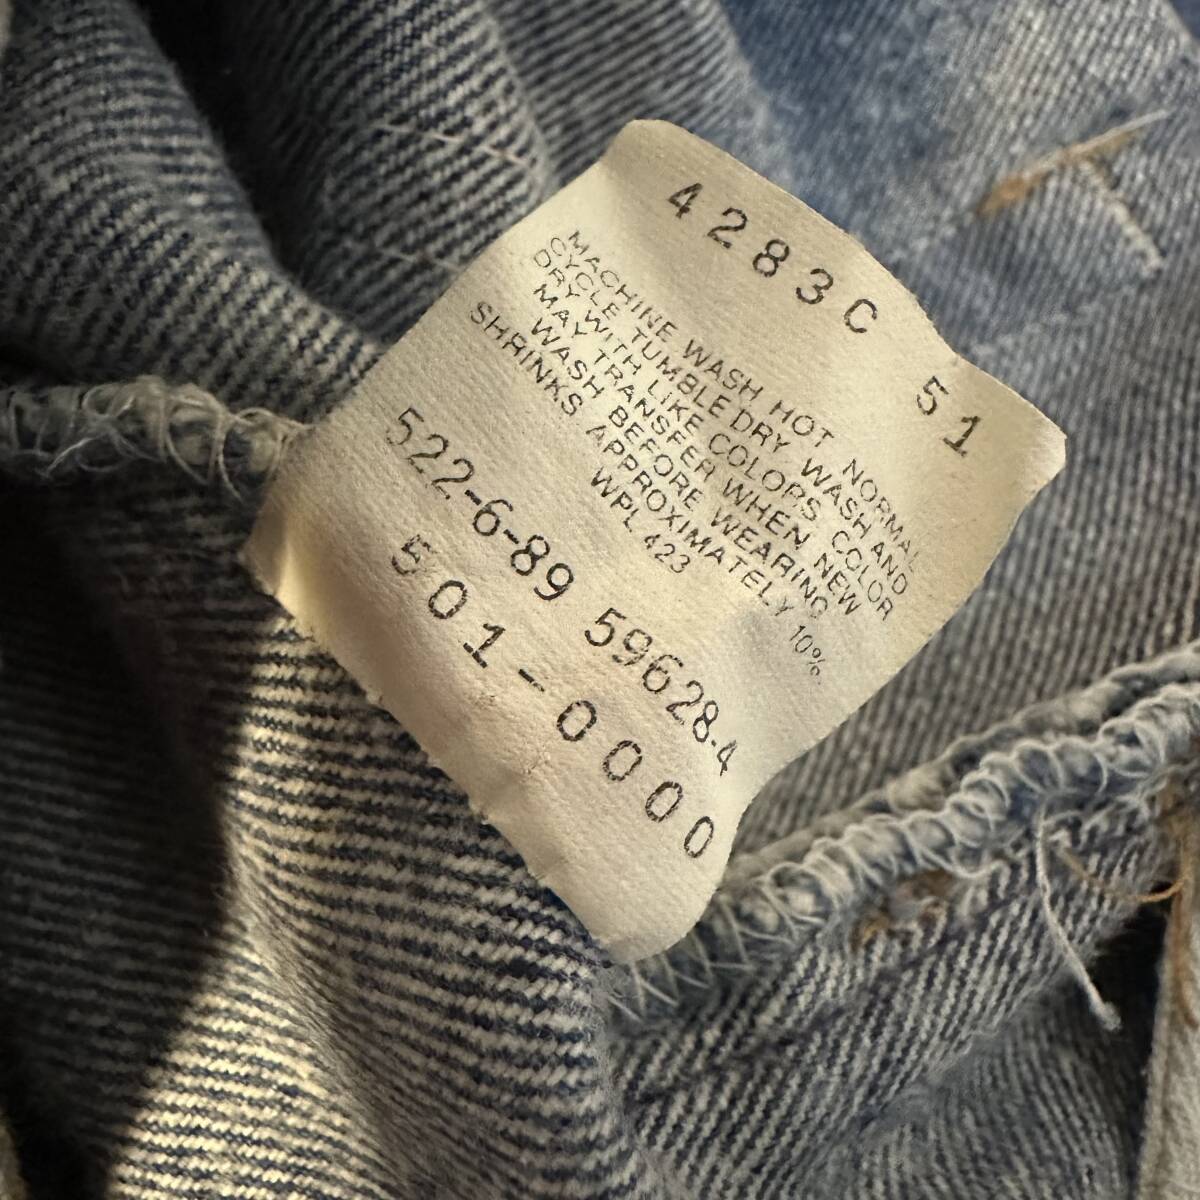 4283C 51
MACHINE WASH HOT NORMAL
CYCLE TUMBLE DRY WASH AND
DRY WITH LIKE COLORS COLOR
MAY TRANSFER WHEN NEW
WASH BEFORE WEARING
SHRINKS APPROXIMATELY 10%
WPL 423
522-6-89 59628-4
501-0000